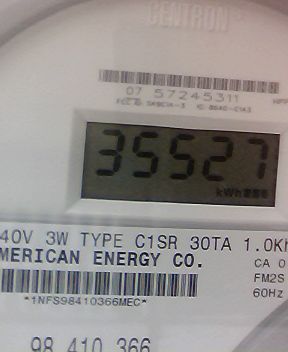 CENTRON
07 57245311
35527
kWh
40V 3W TYPE C1SR 30TA 1.0Kh
MERICAN ENERGY CO.
CA 0
FM2S
60Hz
*1NFS98410366MEC*
98 410 366